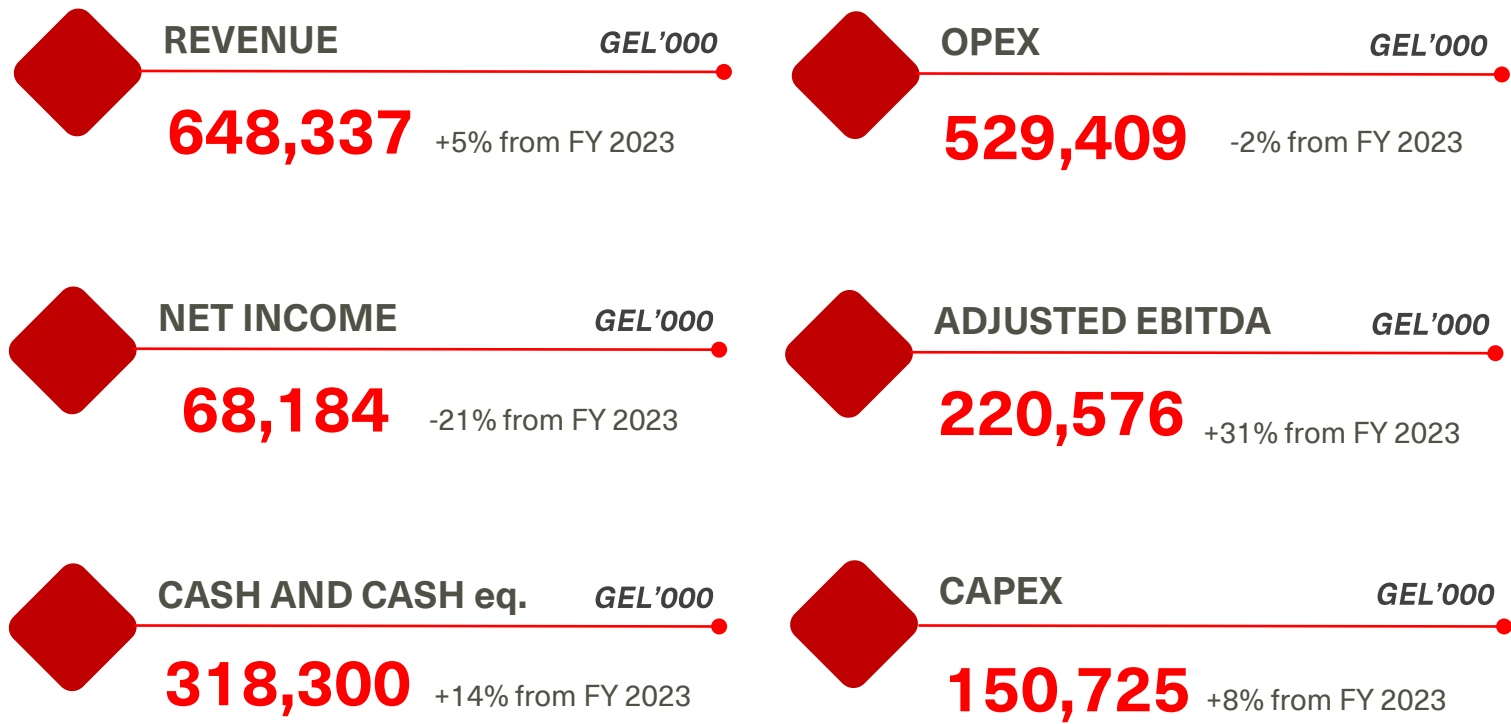 REVENUE GEL’000
648,337 +5% from FY 2023
OPEX GEL’000
529,409 -2% from FY 2023
NET INCOME GEL’000
68,184 -21% from FY 2023
ADJUSTED EBITDA GEL’000
220,576 +31% from FY 2023
CASH AND CASH eq. GEL’000
318,300 +14% from FY 2023
CAPEX GEL’000
150,725 +8% from FY 2023